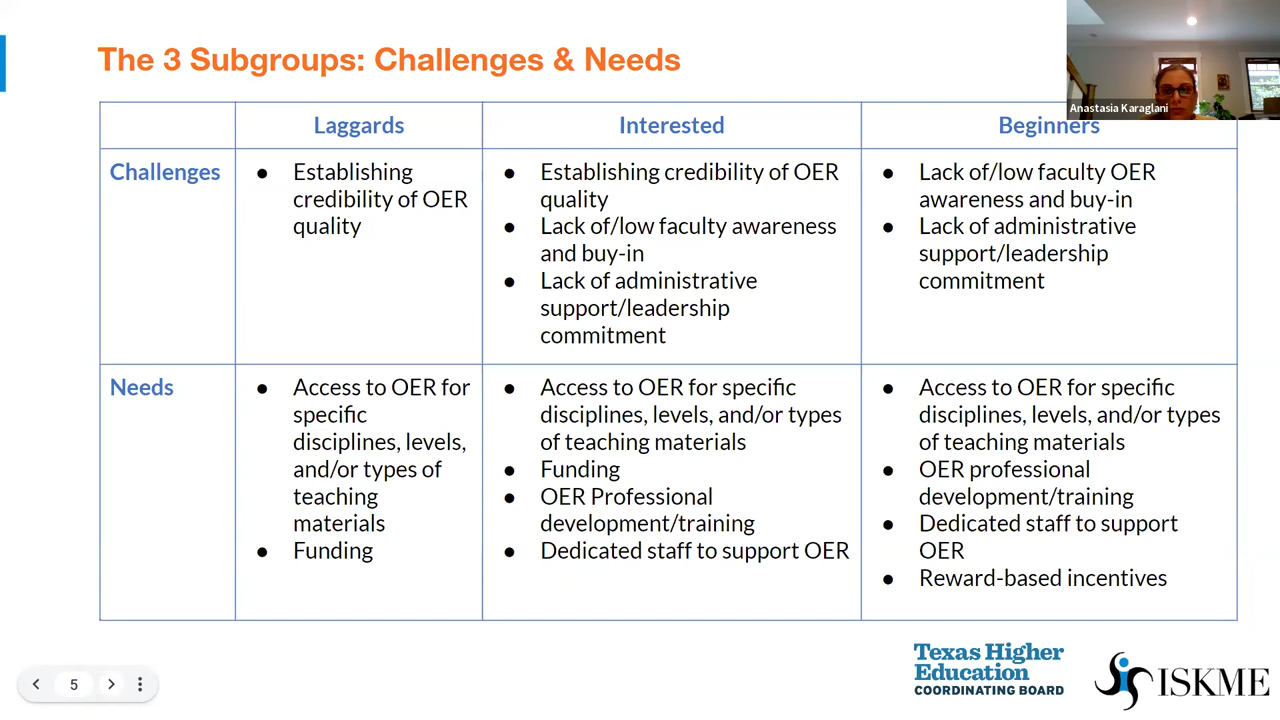 The 3 Subgroups: Challenges & Needs
Anastasia Karaglani
Laggards
Interested
Beginners
Challenges
● Establishing
credibility of OER
quality
● Establishing credibility of OER
quality
● Lack of/low faculty awareness
and buy-in
● Lack of administrative
support/leadership
commitment
● Lack of/low faculty OER
awareness and buy-in
● Lack of administrative
support/leadership
commitment
Needs
● Access to OER for
specific
disciplines, levels,
and/or types of
teaching
materials
● Funding
● Access to OER for specific
disciplines, levels, and/or types
of teaching materials
● Funding
● OER Professional
development/training
● Dedicated staff to support OER
● Access to OER for specific
disciplines, levels, and/or types
of teaching materials
● OER professional
development/training
● Dedicated staff to support
OER
● Reward-based incentives
5
Texas Higher
Education
COORDINATING BOARD
ISKME